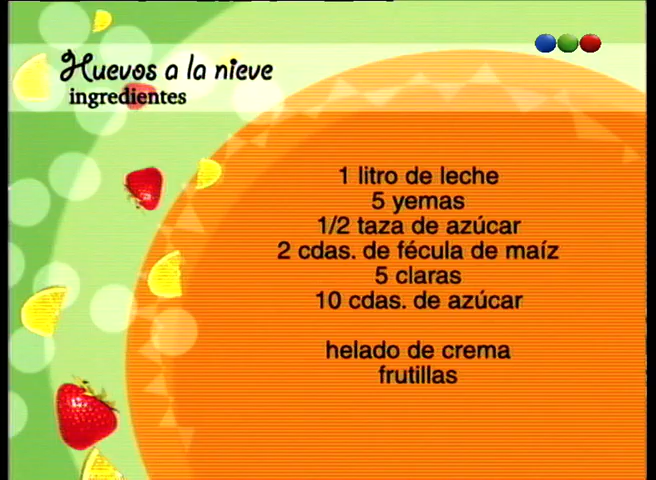 Huevos a la nieve
ingredientes
1 litro de leche
5 yemas
1/2 taza de azúcar
2 cdas. de fécula de maíz
5 claras
10 cdas. de azúcar
helado de crema
frutillas